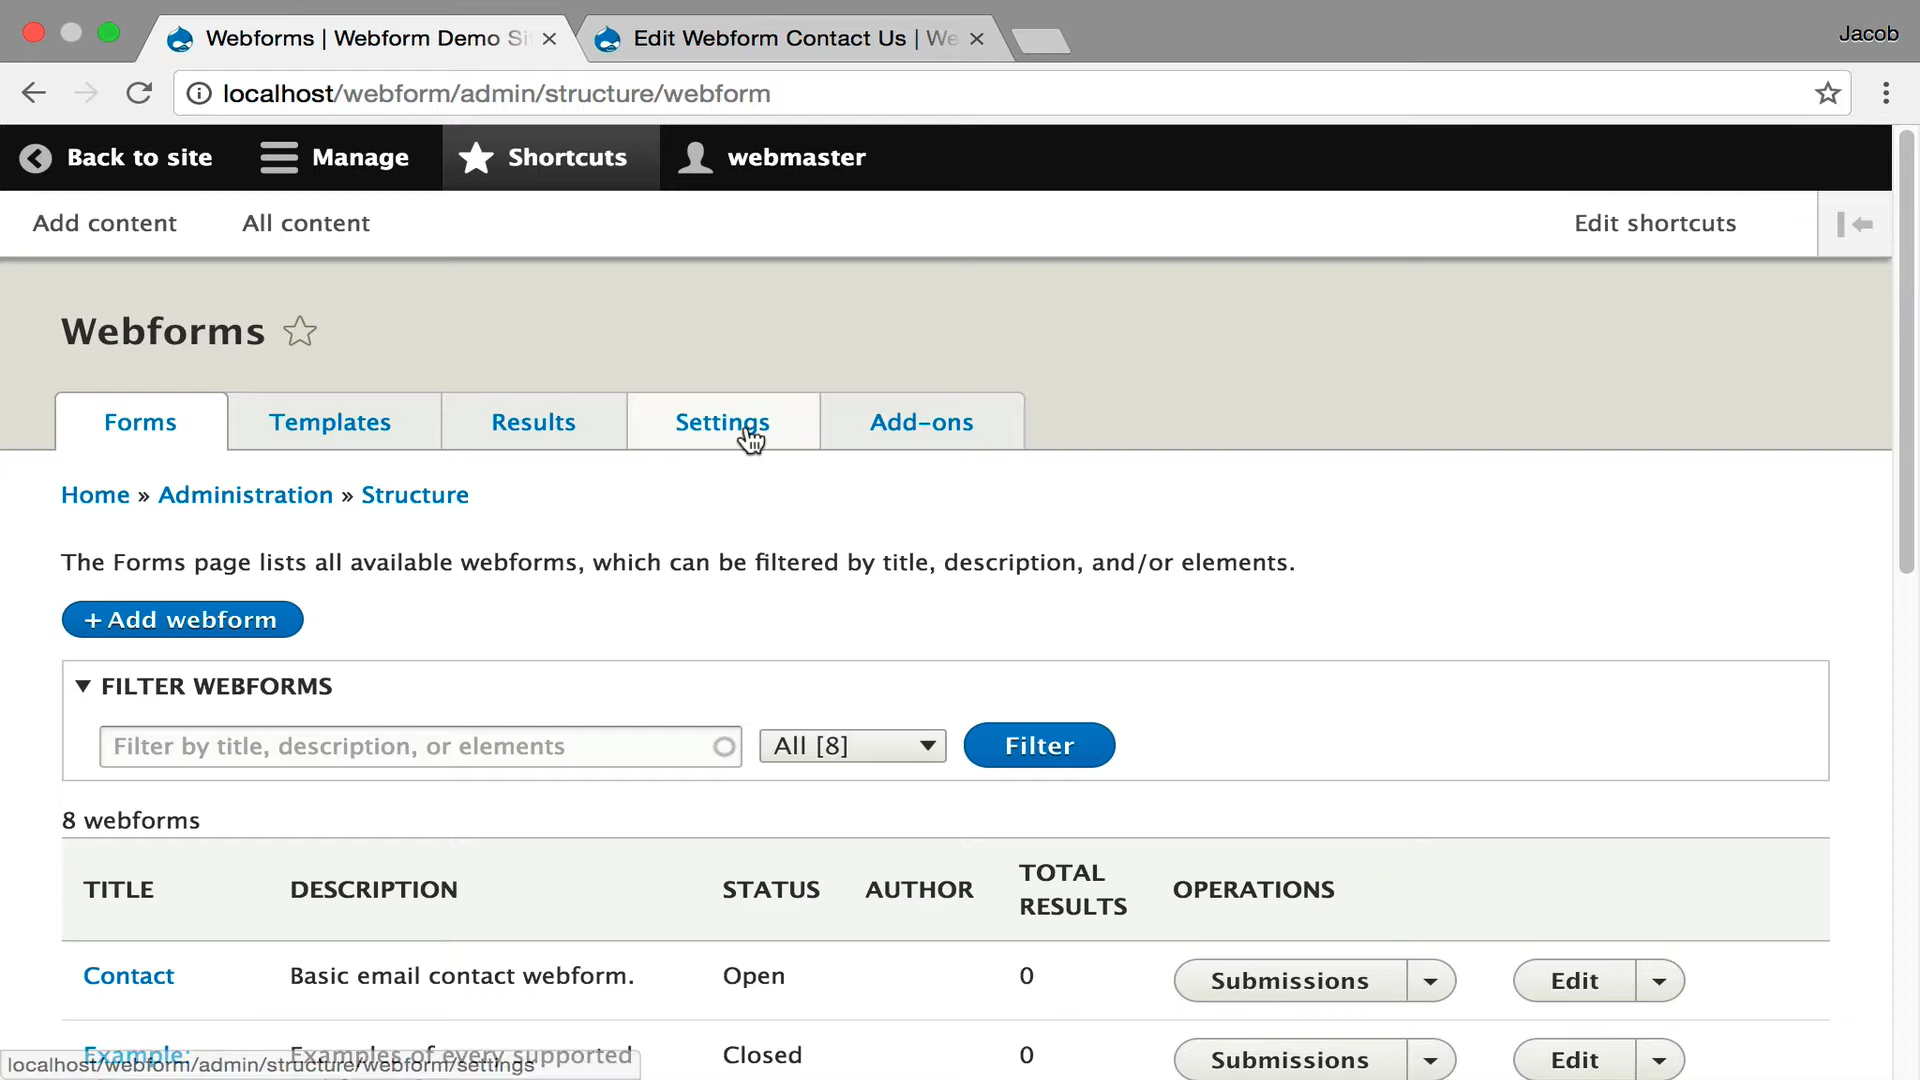 Webforms | Webform Demo Si
Edit Webform Contact Us | We
Jacob
localhost/webform/admin/structure/webform
Back to site
Manage
Shortcuts
webmaster
Add content
All content
Edit shortcuts
Webforms
Forms
Templates
Results
Settings
Add-ons
Home » Administration » Structure
The Forms page lists all available webforms, which can be filtered by title, description, and/or elements.
+ Add webform
FILTER WEBFORMS
Filter by title, description, or elements
All [8]
Filter
8 webforms
TITLE
DESCRIPTION
STATUS
AUTHOR
TOTAL
RESULTS
OPERATIONS
Contact
Basic email contact webform.
Open
0
Submissions
Edit
Example:
Examples of every supported
Closed
0
Submissions
Edit
localhost/webform/admin/structure/webform/settings